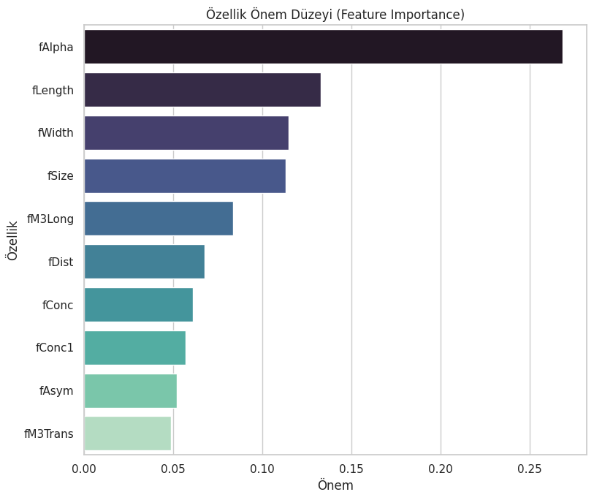 Özellik Önem Düzeyi (Feature Importance)
fAlpha
fLength
fWidth
fSize
fM3Long
fDist
fConc
fConc1
fAsym
fM3Trans
Özellik
0.00 0.05 0.10 0.15 0.20 0.25
Önem